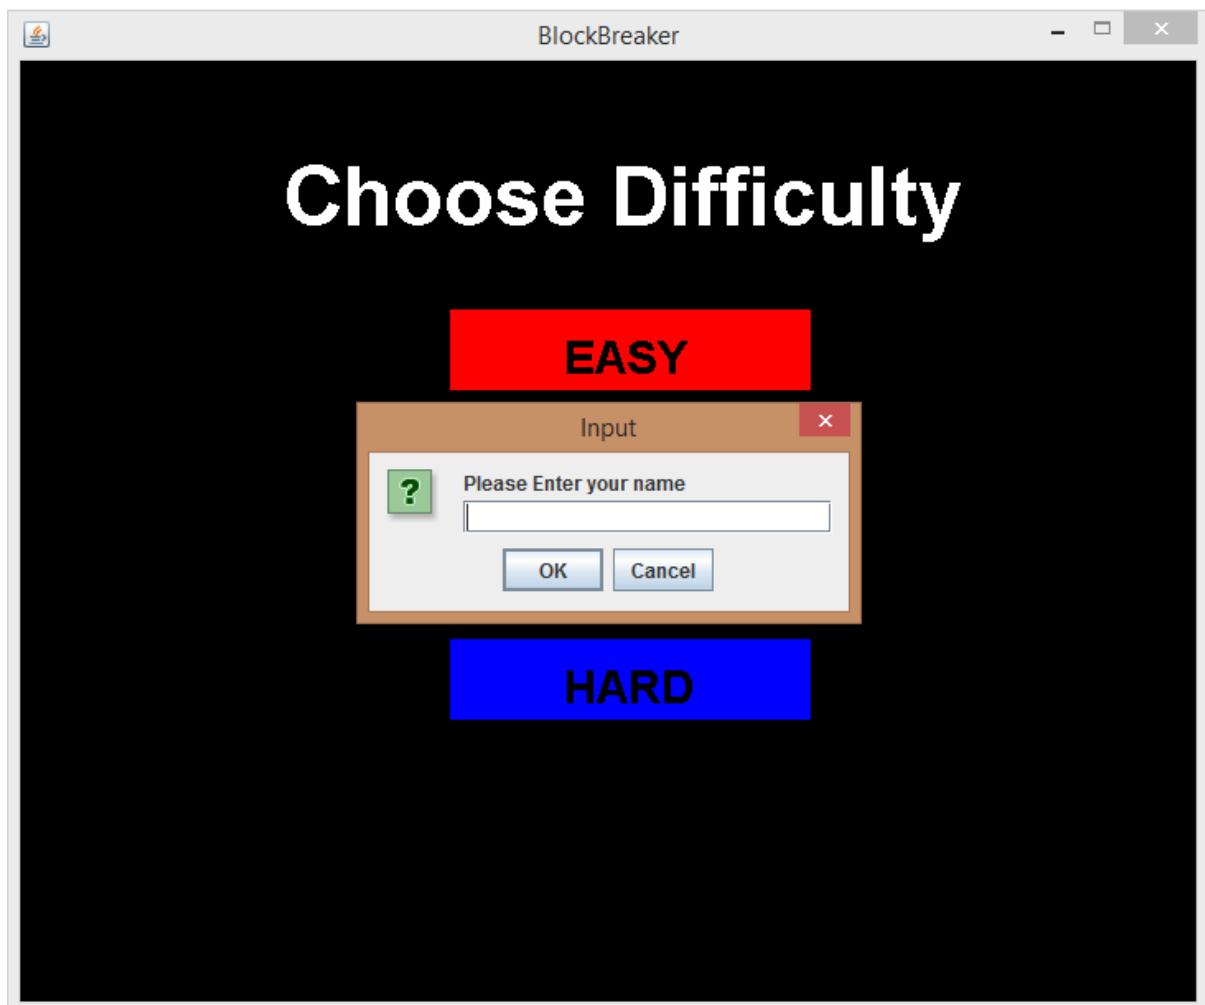 BlockBreaker
Choose Difficulty
EASY
Input
?
Please Enter your name
OK Cancel
HARD